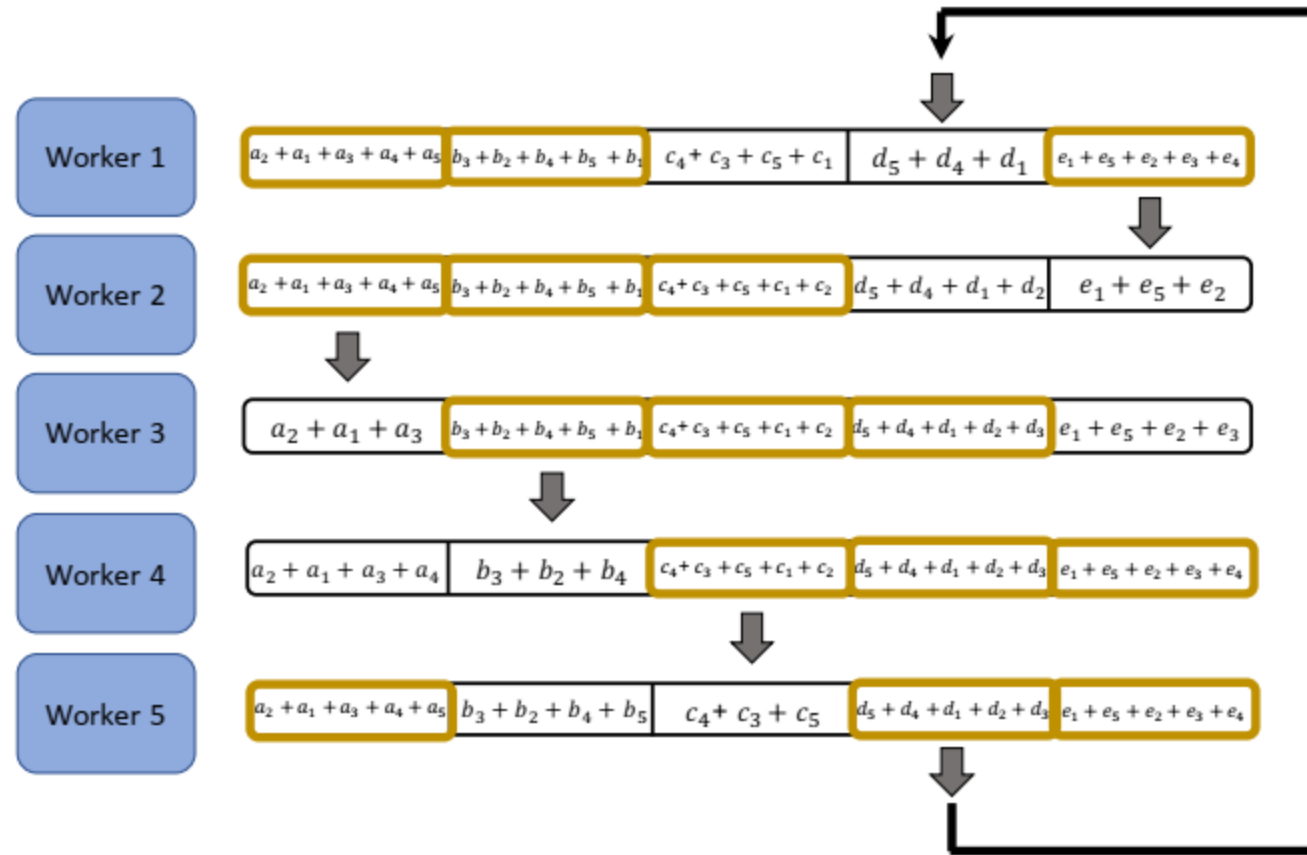 Worker 1 a₂ + a₁ + a₃ + a₄ + a₅ b₃ + b₂ + b₄ + b₅ + b₁ c₄ + c₃ + c₅ + c₁ d₅ + d₄ + d₁ e₁ + e₅ + e₂ + e₃ + e₄
Worker 2 a₂ + a₁ + a₃ + a₄ + a₅ b₃ + b₂ + b₄ + b₅ + b₁ c₄ + c₃ + c₅ + c₁ + c₂ d₅ + d₄ + d₁ + d₂ e₁ + e₅ + e₂
Worker 3 a₂ + a₁ + a₃ b₃ + b₂ + b₄ + b₅ + b₁ c₄ + c₃ + c₅ + c₁ + c₂ d₅ + d₄ + d₁ + d₂ + d₃ e₁ + e₅ + e₂ + e₃
Worker 4 a₂ + a₁ + a₃ + a₄ b₃ + b₂ + b₄ c₄ + c₃ + c₅ + c₁ + c₂ d₅ + d₄ + d₁ + d₂ + d₃ e₁ + e₅ + e₂ + e₃ + e₄
Worker 5 a₂ + a₁ + a₃ + a₄ + a₅ b₃ + b₂ + b₄ + b₅ c₄ + c₃ + c₅ d₅ + d₄ + d₁ + d₂ + d₃ e₁ + e₅ + e₂ + e₃ + e₄